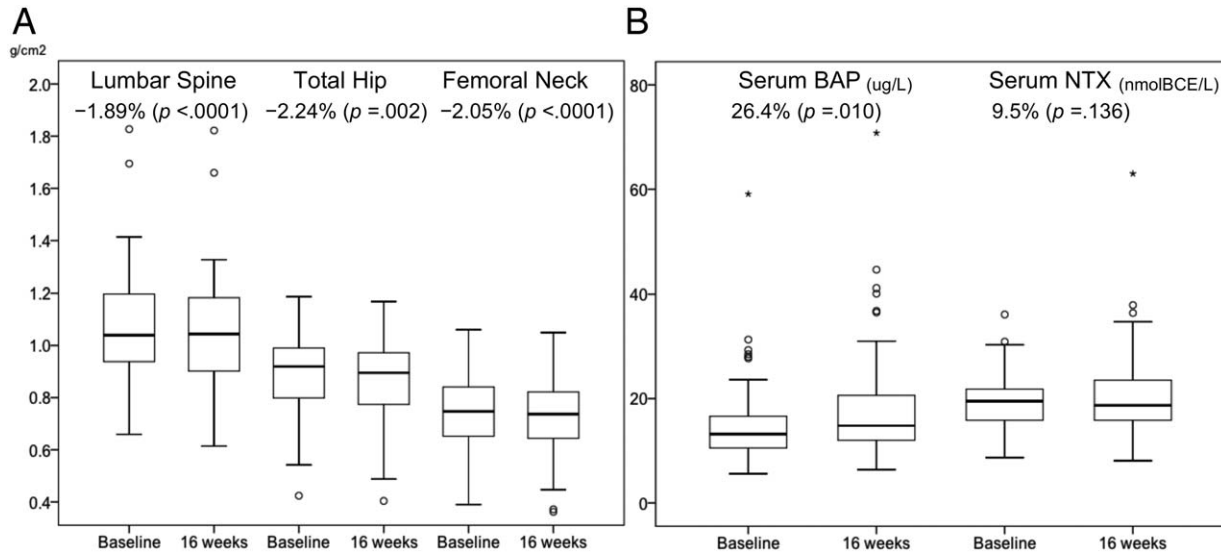 A
B
g/cm2
Lumbar Spine Total Hip Femoral Neck
−1.89% (p <.0001) −2.24% (p =.002) −2.05% (p <.0001)
2.0
1.8
1.6
1.4
1.2
1.0
0.8
0.6
0.4
Baseline 16 weeks Baseline 16 weeks Baseline 16 weeks
Serum BAP (ug/L) Serum NTX (nmolBCE/L)
26.4% (p =.010) 9.5% (p =.136)
80
60
40
20
0
Baseline 16 weeks Baseline 16 weeks